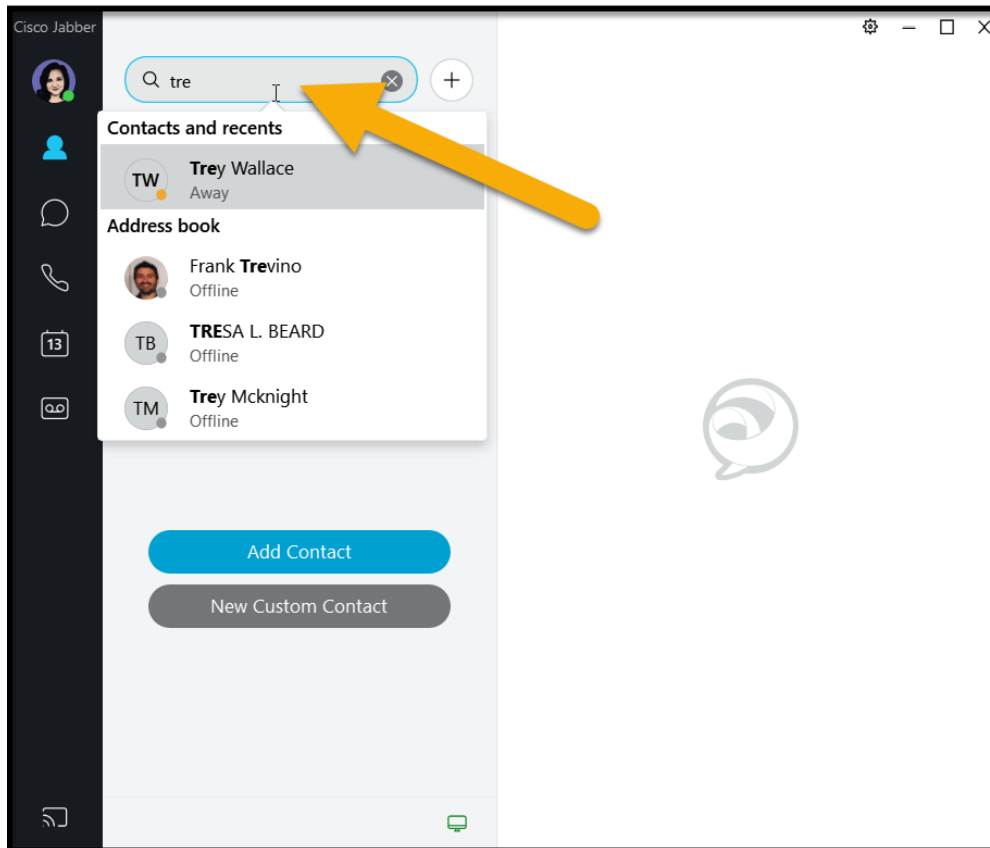 Cisco Jabber
tre
Contacts and recents
TW
Trey Wallace
Away
Address book
Frank Trevino
Offline
TB
TRESA L. BEARD
Offline
TM
Trey Mcknight
Offline
13
Add Contact
New Custom Contact